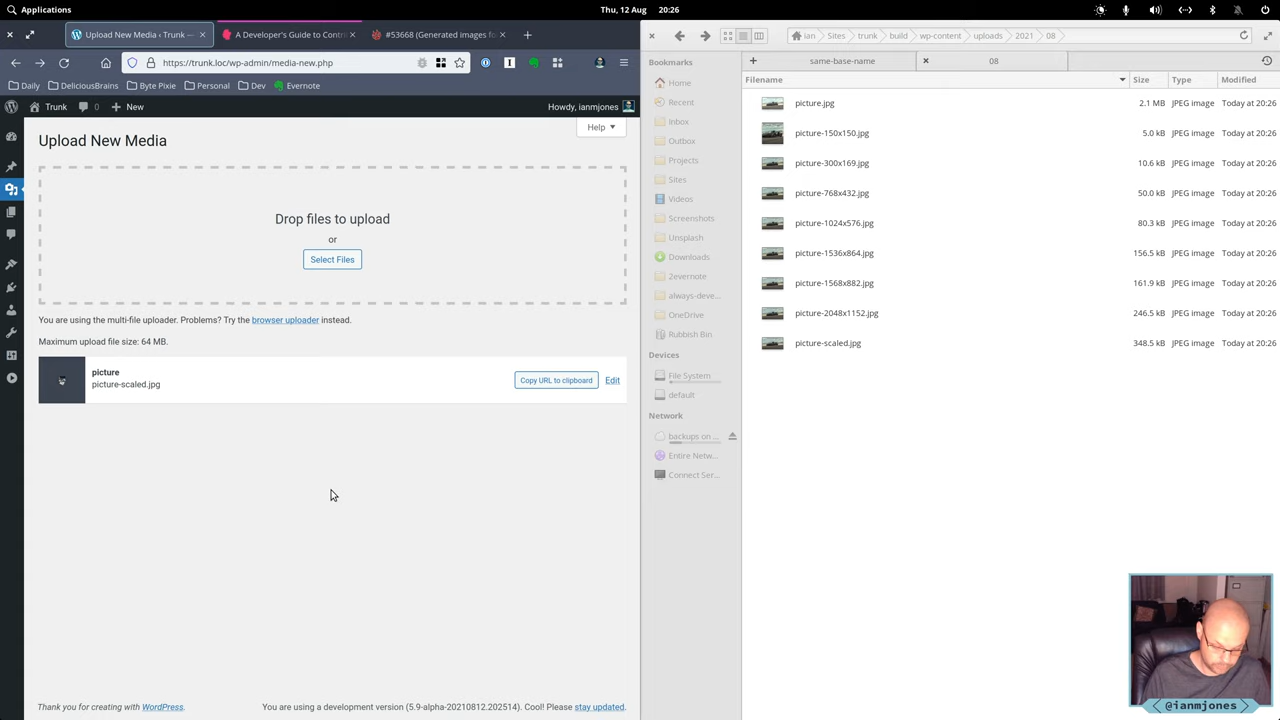 Applications
Thu, 12 Aug 20:26
Upload New Media ‹ Trunk —
A Developer's Guide to Contri
#53668 (Generated images fo
https://trunk.loc/wp-admin/media-new.php
Daily
DeliciousBrains
Byte Pixie
Personal
Dev
Evernote
Trunk
0
New
Howdy, ianmjones
Help
Upload New Media
Drop files to upload
or
Select Files
You are using the multi-file uploader. Problems? Try the browser uploader instead.
Maximum upload file size: 64 MB.
picture
picture-scaled.jpg
Copy URL to clipboard
Edit
Thank you for creating with WordPress.
You are using a development version (5.9-alpha-20210812.202514). Cool! Please stay updated.
ian
Sites
trunk
build
wp-content
uploads
2021
08
Bookmarks
Home
Recent
Inbox
Outbox
Projects
Sites
Videos
Screenshots
Unsplash
Downloads
2evernote
always-deve...
OneDrive
Rubbish Bin
Devices
File System
default
Network
backups on ...
Entire Netw...
Connect Ser...
same-base-name
08
Filename Size Type Modified
picture.jpg 2.1 MB JPEG image Today at 20:26
picture-150x150.jpg 5.0 kB JPEG image Today at 20:26
picture-300x169.jpg 10.6 kB JPEG image Today at 20:26
picture-768x432.jpg 50.0 kB JPEG image Today at 20:26
picture-1024x576.jpg 80.3 kB JPEG image Today at 20:26
picture-1536x864.jpg 156.5 kB JPEG image Today at 20:26
picture-1568x882.jpg 161.9 kB JPEG image Today at 20:26
picture-2048x1152.jpg 246.5 kB JPEG image Today at 20:26
picture-scaled.jpg 348.5 kB JPEG image Today at 20:26
@ianmjones